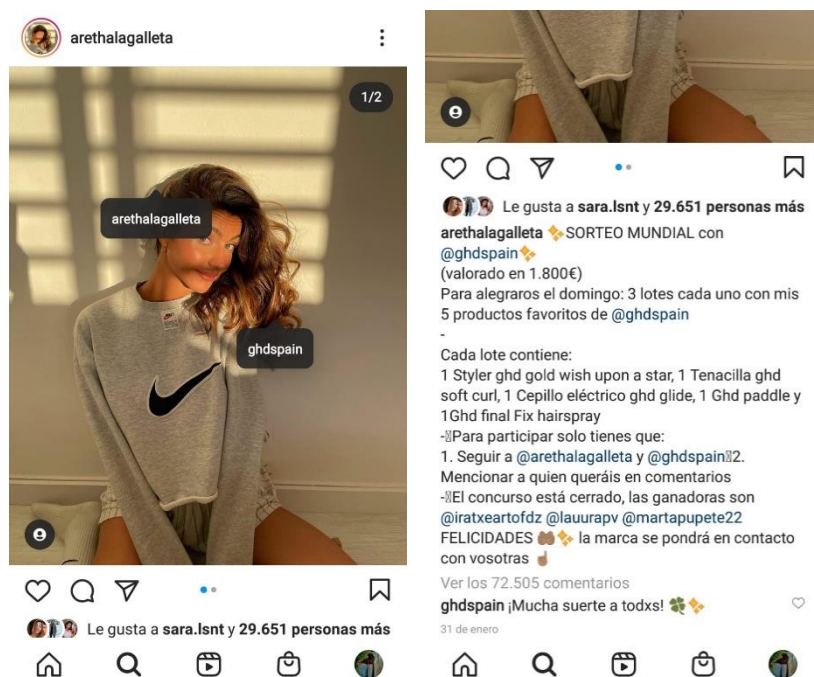 arethalagalleta
1/2
arethalagalleta
ghdspain
Le gusta a sara.lsnt y 29.651 personas más
Le gusta a sara.lsnt y 29.651 personas más
arethalagalleta ✨SORTEO MUNDIAL con
@ghdspain✨
(valorado en 1.800€)
Para alegraros el domingo: 3 lotes cada uno con mis
5 productos favoritos de @ghdspain
-
Cada lote contiene:
1 Styler ghd gold wish upon a star, 1 Tenacilla ghd
soft curl, 1 Cepillo eléctrico ghd glide, 1 Ghd paddle y
1Ghd final Fix hairspray
-Para participar solo tienes que:
1. Seguir a @arethalagalleta y @ghdspain2.
Mencionar a quien queráis en comentarios
-El concurso está cerrado, las ganadoras son
@iratxeartofdz @lauurapv @martapupete22
FELICIDADES 🤲🏽✨ la marca se pondrá en contacto
con vosotras ☝🏽
Ver los 72.505 comentarios
ghdspain ¡Mucha suerte a todxs! 🍀✨
31 de enero